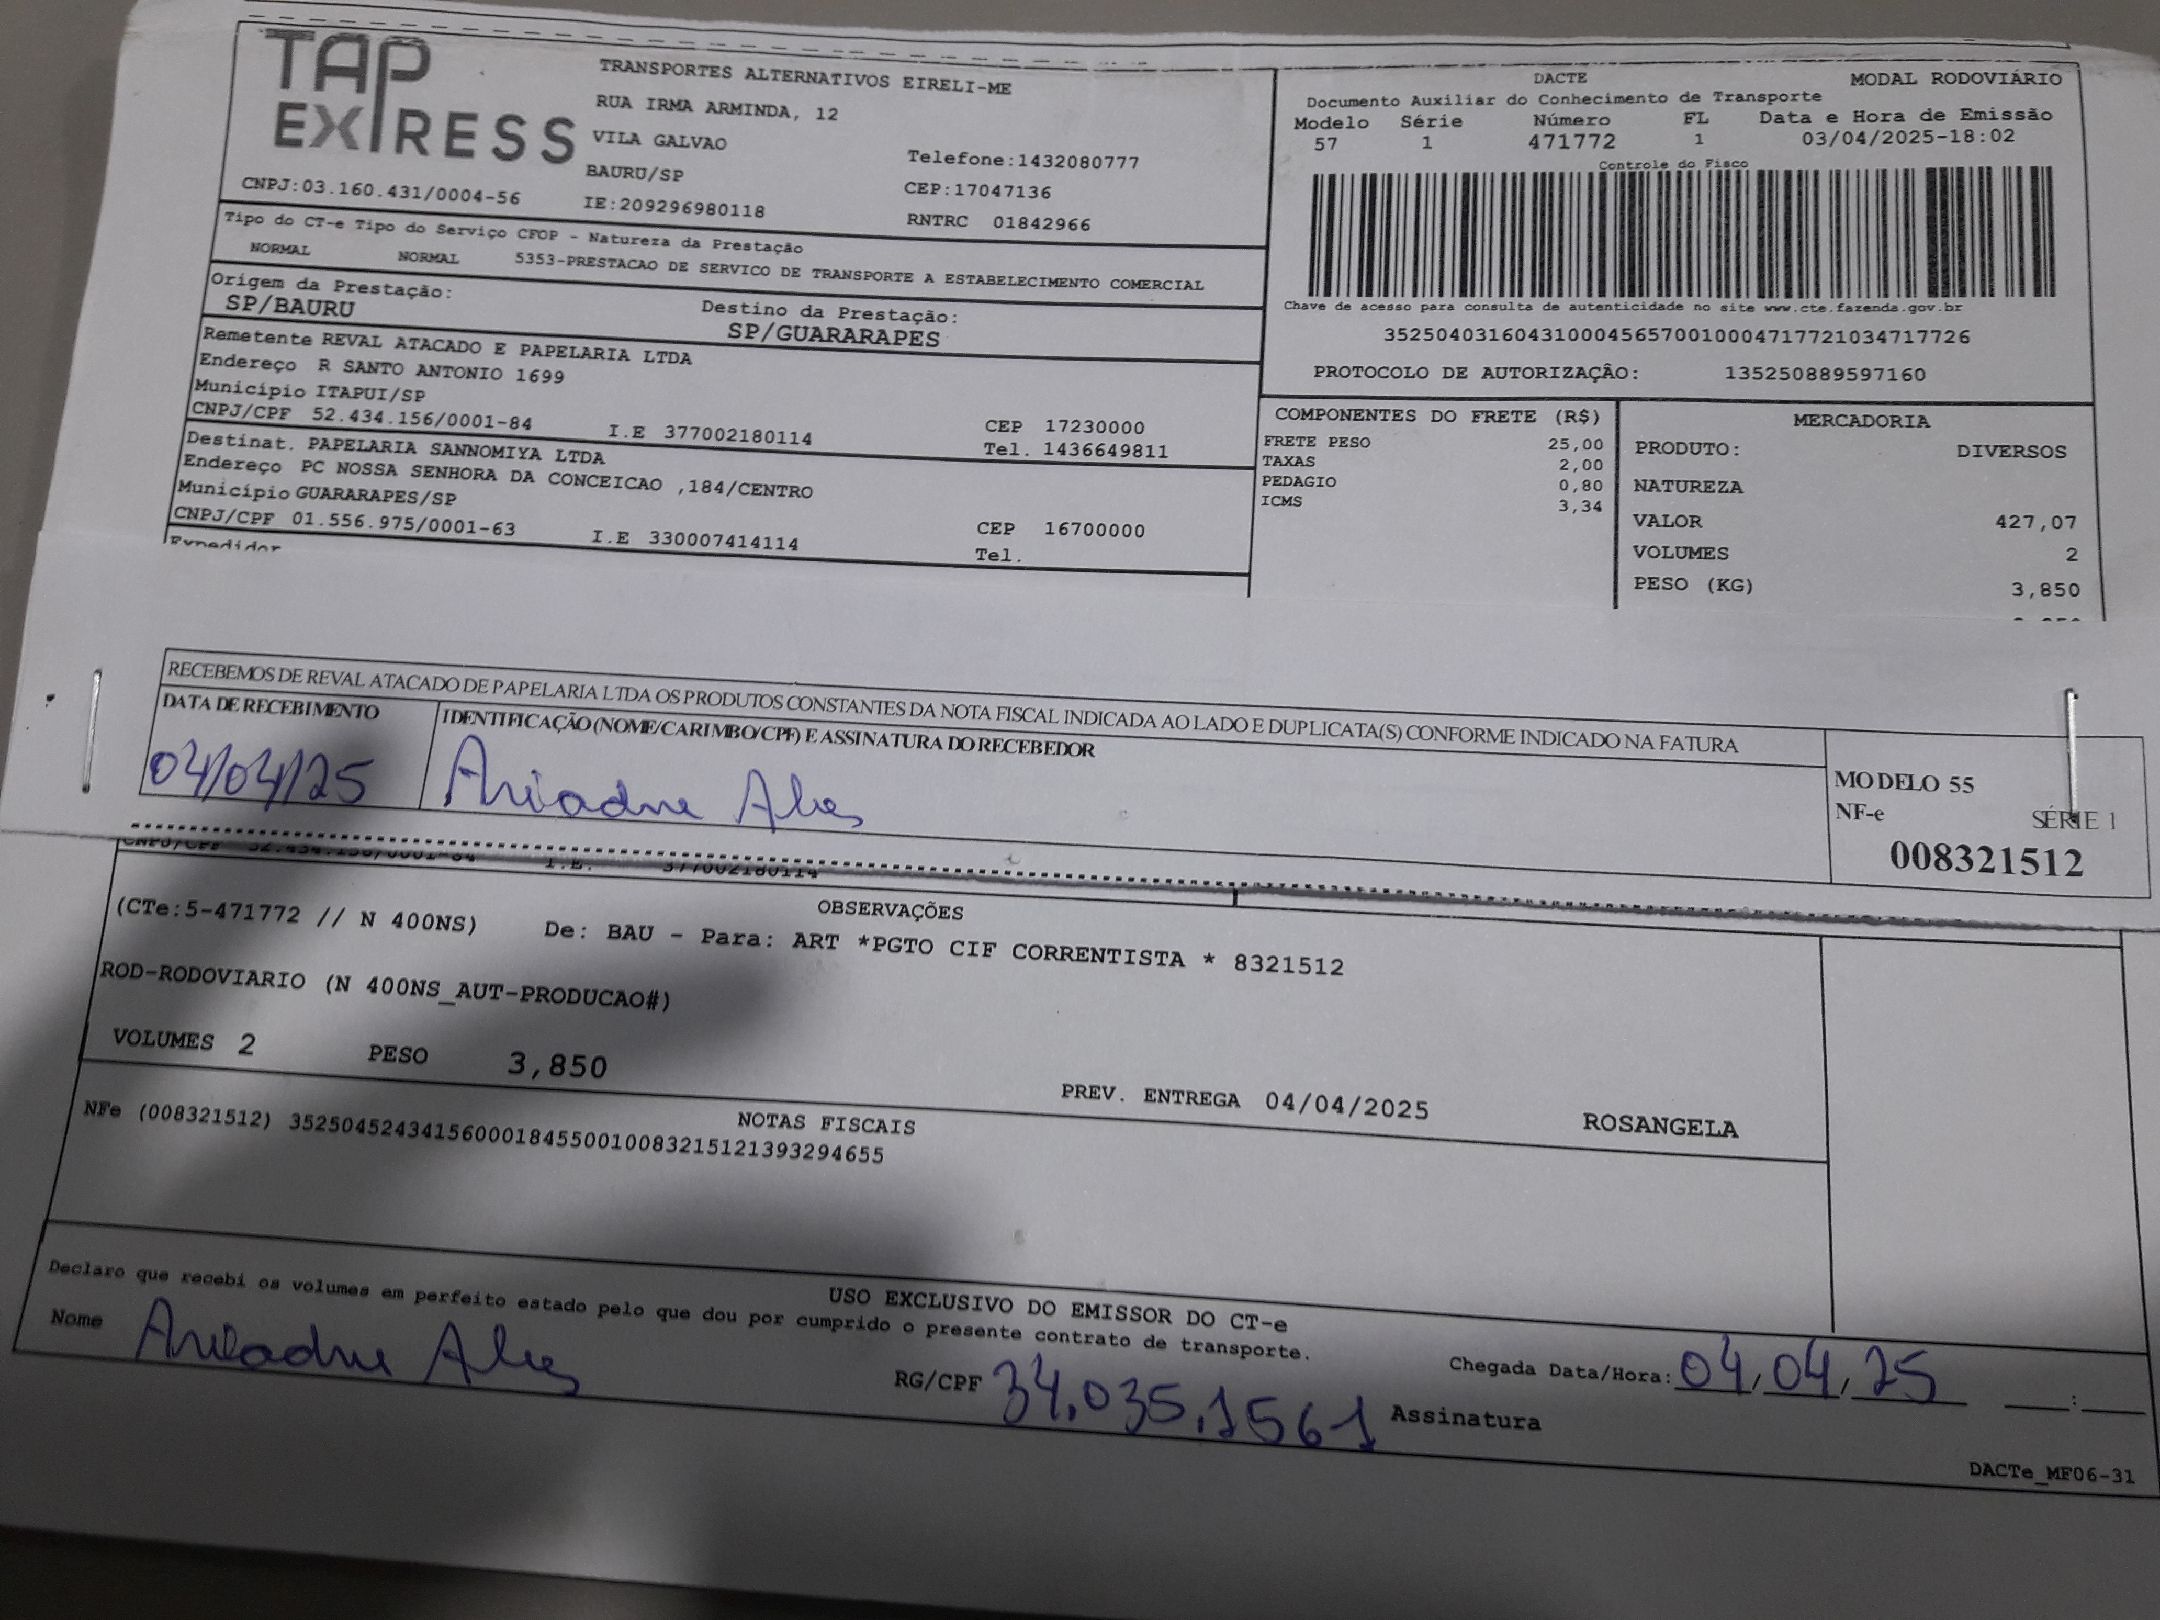 TAP EXPRESS
TRANSPORTES ALTERNATIVOS EIRELI-ME
RUA IRMA ARMINDA, 12
VILA GALVAO
BAURU/SP
Telefone:1432080777
CEP:17047136
CNPJ:03.160.431/0004-56
IE:209296980118
RNTRC 01842966
DACTE
MODAL RODOVIÁRIO
Documento Auxiliar do Conhecimento de Transporte
Modelo Série Número FL Data e Hora de Emissão
57 1 471772 1 03/04/2025-18:02
Controle do Fisco
Chave de acesso para consulta de autenticidade no site www.cte.fazenda.gov.br
35250403160431000456570010004717721034717726
PROTOCOLO DE AUTORIZAÇÃO: 135250889597160
Tipo do CT-e Tipo do Serviço CFOP - Natureza da Prestação
NORMAL NORMAL 5353-PRESTACAO DE SERVICO DE TRANSPORTE A ESTABELECIMENTO COMERCIAL
Origem da Prestação: Destino da Prestação:
SP/BAURU SP/GUARARAPES
Remetente REVAL ATACADO E PAPELARIA LTDA
Endereço R SANTO ANTONIO 1699
Município ITAPUI/SP
CEP 17230000
CNPJ/CPF 52.434.156/0001-84 I.E 377002180114 Tel. 1436649811
Destinat. PAPELARIA SANNOMIYA LTDA
Endereço PC NOSSA SENHORA DA CONCEICAO ,184/CENTRO
Município GUARARAPES/SP
CEP 16700000
CNPJ/CPF 01.556.975/0001-63 I.E 330007414114 Tel.
Expedidor
COMPONENTES DO FRETE (R$)
FRETE PESO 25,00
TAXAS 2,00
PEDAGIO 0,80
ICMS 3,34
MERCADORIA
PRODUTO: DIVERSOS
NATUREZA
VALOR 427,07
VOLUMES 2
PESO (KG) 3,850
RECEBEMOS DE REVAL ATACADO DE PAPELARIA LTDA OS PRODUTOS CONSTANTES DA NOTA FISCAL INDICADA AO LADO E DUPLICATA(S) CONFORME INDICADO NA FATURA
DATA DE RECEBIMENTO
IDENTIFICAÇÃO (NOME/CARIMBO/CPF) E ASSINATURA DO RECEBEDOR
04/04/25 Ariadne Alves
MODELO 55
NF-e SÉRIE 1
008321512
CNPJ/CPF 52.434.156/0001-84 I.E. 377002180114
OBSERVAÇÕES
(CTe:5-471772 // N 400NS) De: BAU - Para: ART *PGTO CIF CORRENTISTA * 8321512
ROD-RODOVIARIO (N 400NS_AUT-PRODUCAO#)
VOLUMES 2 PESO 3,850
PREV. ENTREGA 04/04/2025 ROSANGELA
NOTAS FISCAIS
NFe (008321512) 35250452434156000184550010083215121393294655
USO EXCLUSIVO DO EMISSOR DO CT-e
Declaro que recebi os volumes em perfeito estado pelo que dou por cumprido o presente contrato de transporte.
Nome Ariadne Alves RG/CPF 34.035.1561 Assinatura
Chegada Data/Hora: 04/04/25 __:__
DACTe_MF06-31